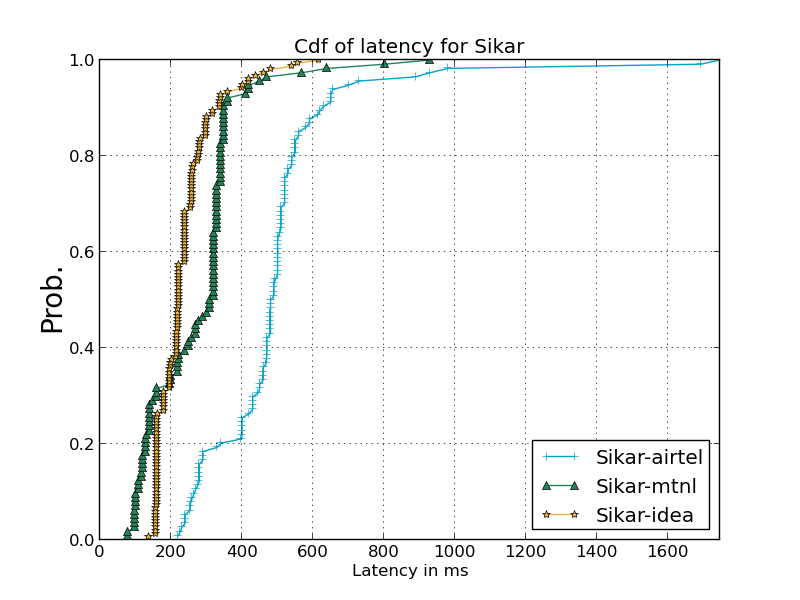 Cdf of latency for Sikar
Prob.
1.0
0.8
0.6
0.4
0.2
0.0
0 200 400 600 800 1000 1200 1400 1600
Latency in ms
Sikar-airtel
Sikar-mtnl
Sikar-idea